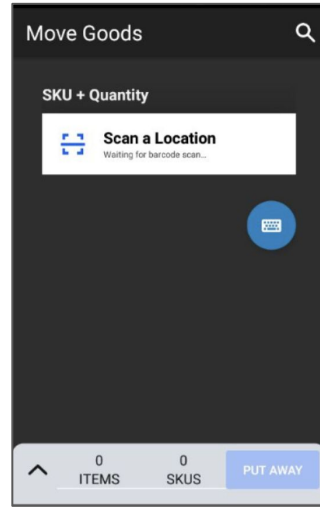 Move Goods
SKU + Quantity
Scan a Location
Waiting for barcode scan...
0 0
ITEMS SKUS PUT AWAY